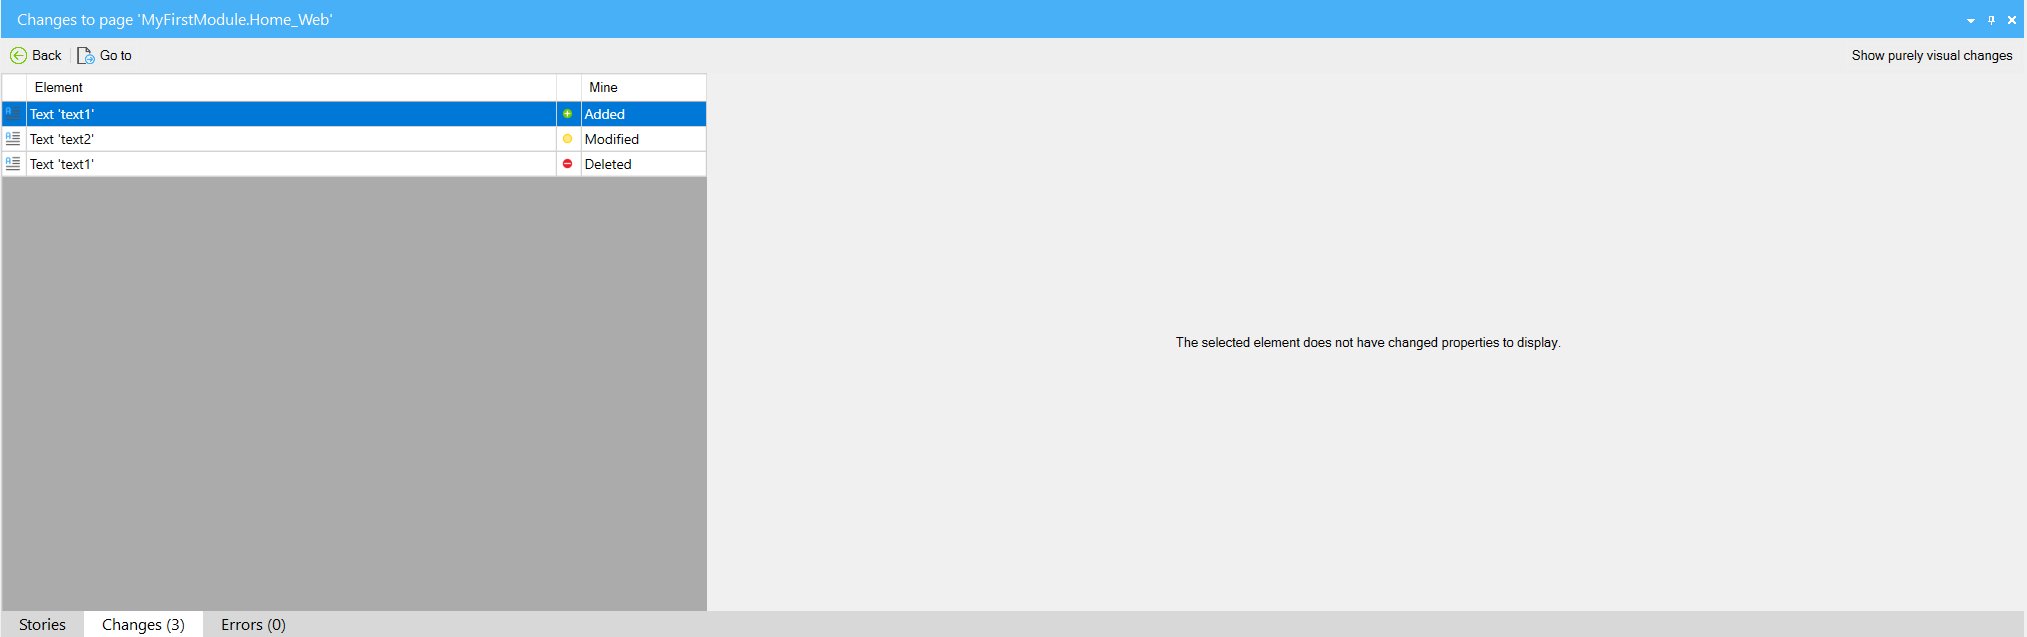 Changes to page 'MyFirstModule.Home_Web'
Back Go to Show purely visual changes
Element Mine
Text 'text1' Added
Text 'text2' Modified
Text 'text1' Deleted
The selected element does not have changed properties to display.
Stories Changes (3) Errors (0)